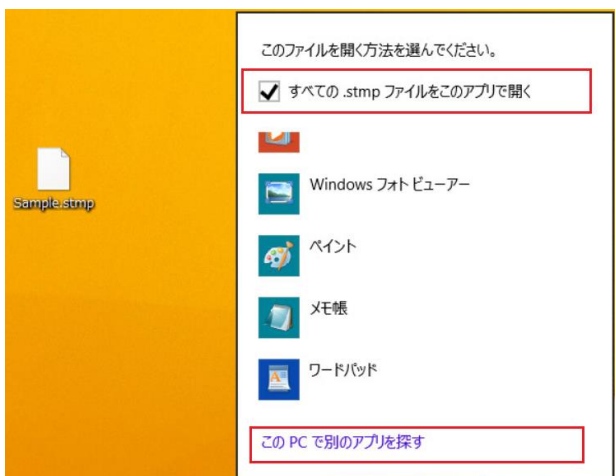 このファイルを開く方法を選んでください。
すべての .stmp ファイルをこのアプリで開く
Windows フォト ビューアー
Sample.stmp
ペイント
メモ帳
ワードパッド
この PC で別のアプリを探す